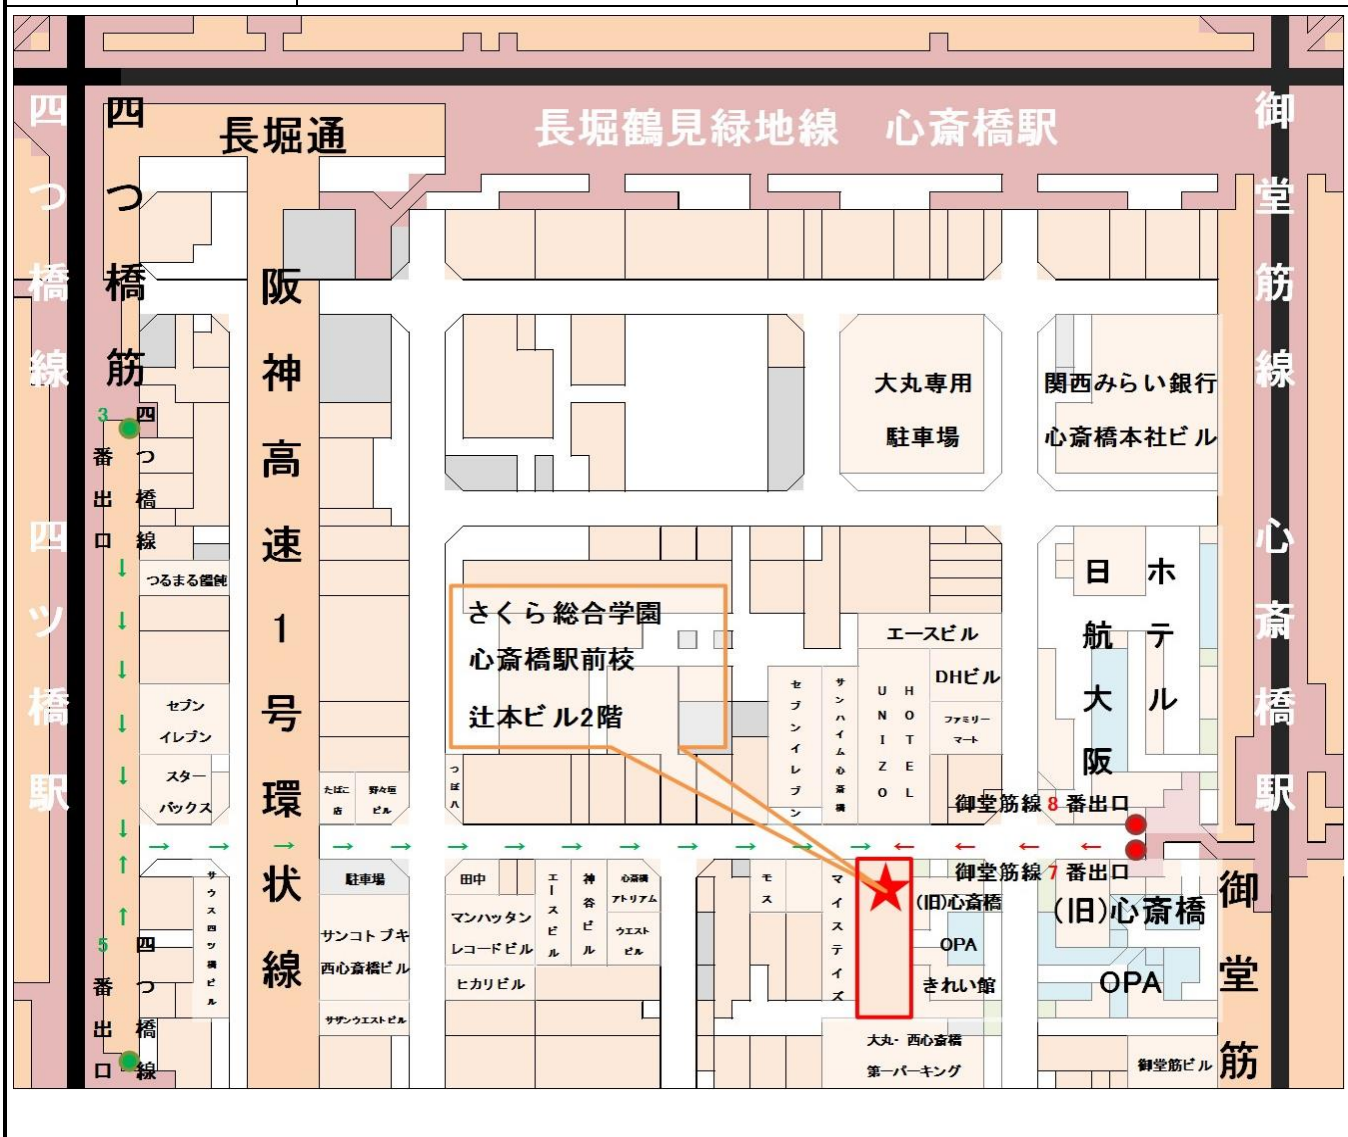 長堀通
長堀鶴見緑地線　心斎橋駅
四つ橋線　四ツ橋駅
四つ橋筋
御堂筋線　心斎橋駅
阪神高速1号環状線
大丸専用
駐車場
関西みらい銀行
心斎橋本社ビル
四つ橋線
3番出口
つるまる饂飩
セブン
イレブン
スター
バックス
さくら総合学園
心斎橋駅前校
辻本ビル2階
エースビル
DHビル
ファミリー
マート
HOTEL
UNIZO
サンハイム心斎橋
セブンイレブン
ホテル
日航大阪
たばこ
店
野々垣
ビル
つぼ八
御堂筋線8番出口
→ → → → → → → → → → → ← ← ← ←
御堂筋線7番出口
サウス四ツ橋ビル
駐車場
サンコトブキ
西心斎橋ビル
サザンウエストビル
田中
マンハッタン
レコードビル
ヒカリビル
エースビル
神谷ビル
心斎橋
アトリアム
ウエスト
ビル
モス
マイステイズ
(旧)心斎橋
OPA
きれい館
(旧)心斎橋
OPA
御堂筋
四つ橋線
5番出口
大丸・西心斎橋
第一パーキング
御堂筋ビル